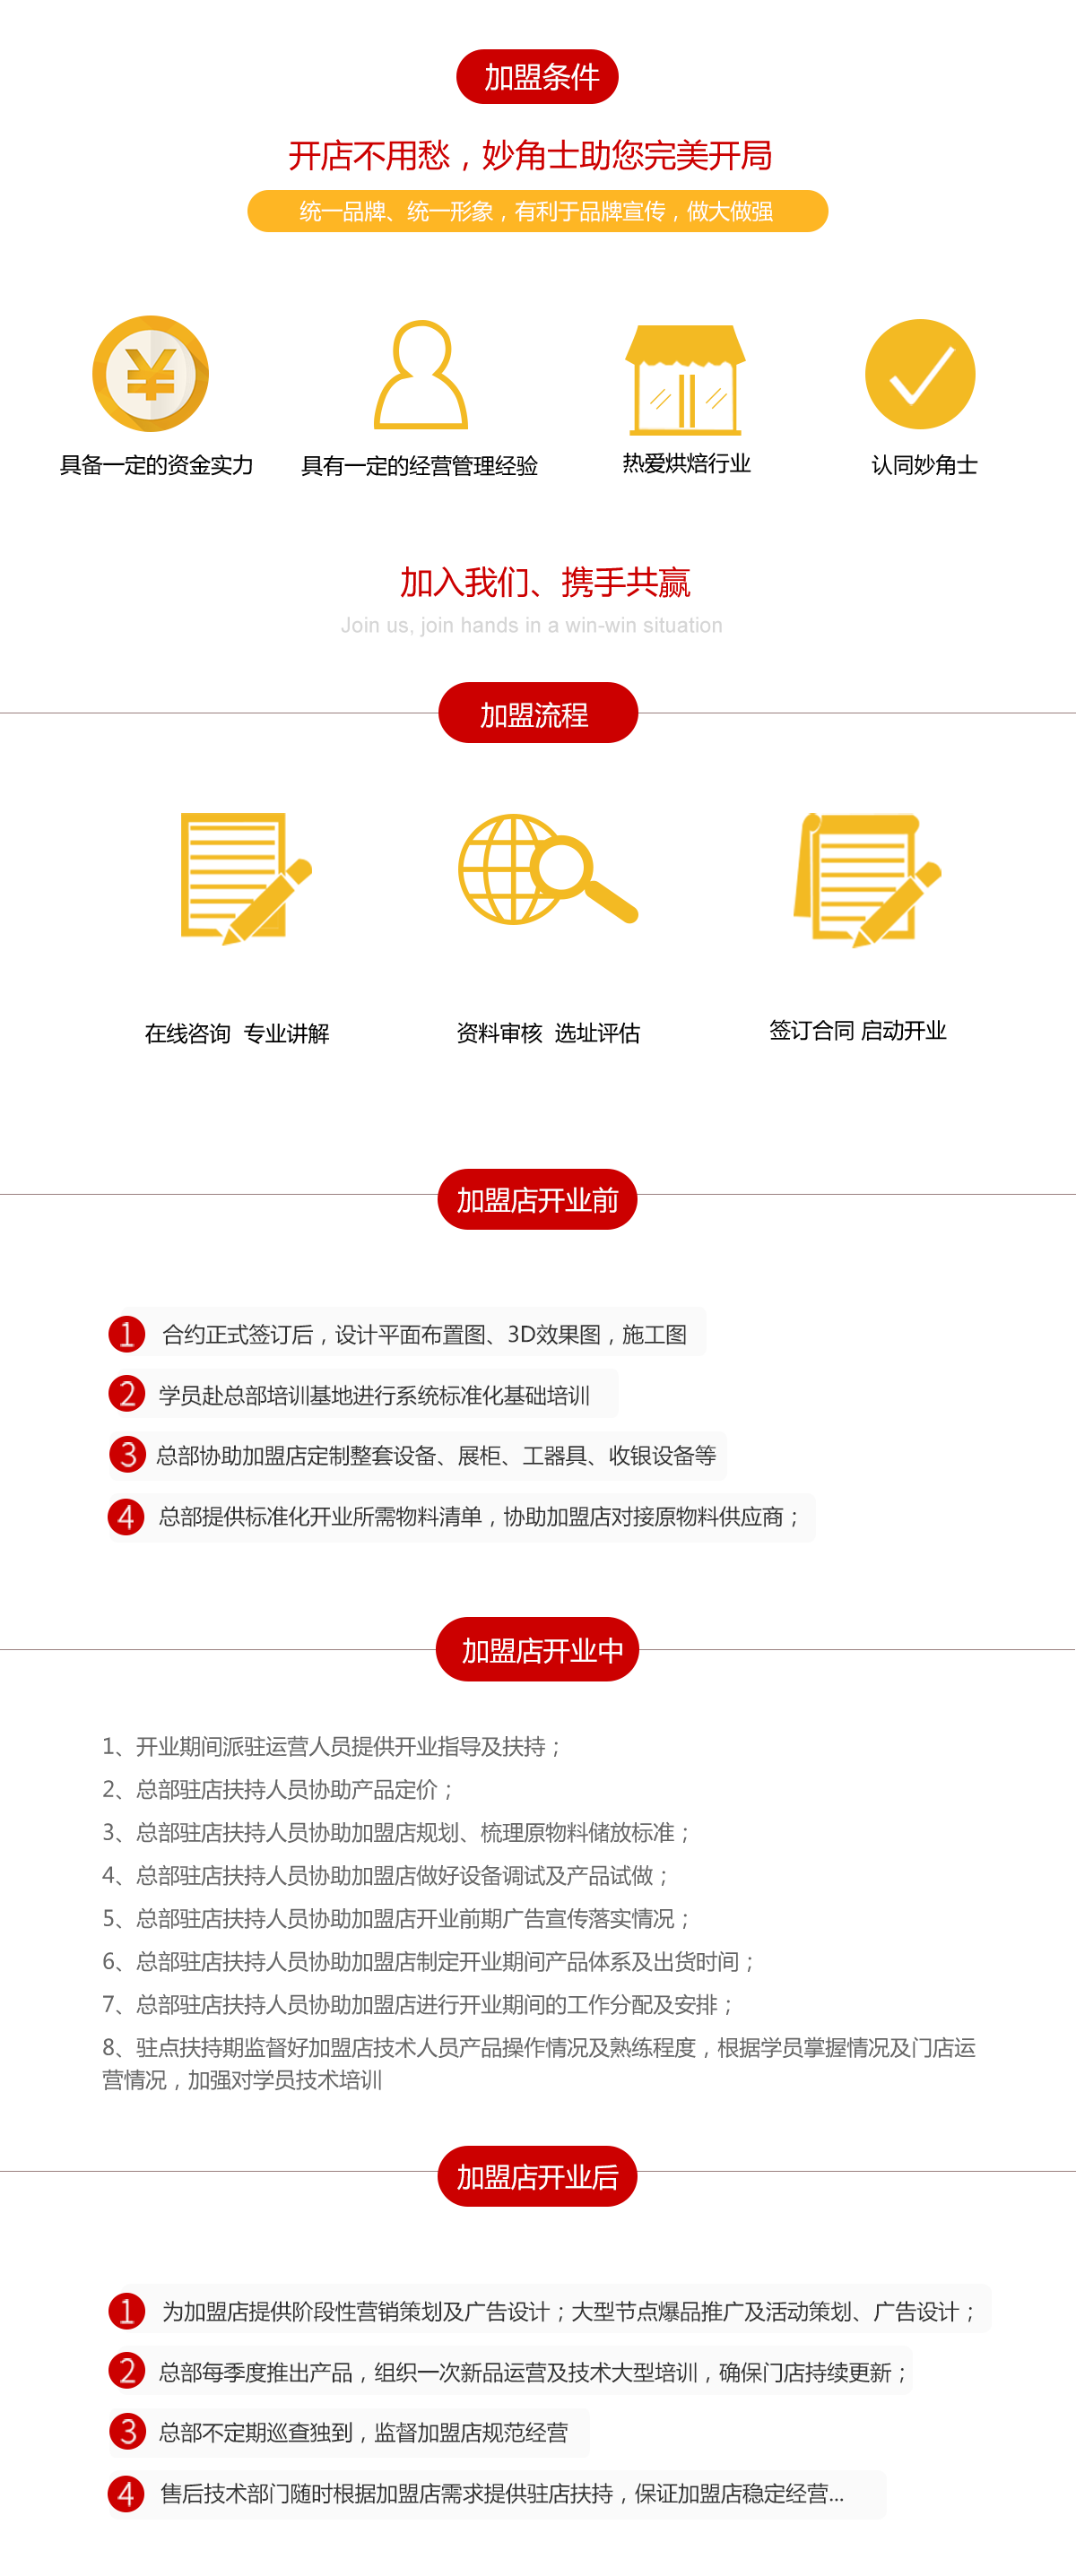 加盟条件
开店不用愁，妙角士助您完美开局
统一品牌、统一形象，有利于品牌宣传，做大做强
¥
具备一定的资金实力
具有一定的经营管理经验
热爱烘焙行业
认同妙角士
加入我们、携手共赢
Join us, join hands in a win-win situation
加盟流程
在线咨询 专业讲解
资料审核 选址评估
签订合同 启动开业
加盟店开业前
1 合约正式签订后，设计平面布置图、3D效果图，施工图
2 学员赴总部培训基地进行系统标准化基础培训
3 总部协助加盟店定制整套设备、展柜、工器具、收银设备等
4 总部提供标准化开业所需物料清单，协助加盟店对接原物料供应商；
加盟店开业中
1、开业期间派驻运营人员提供开业指导及扶持；
2、总部驻店扶持人员协助产品定价；
3、总部驻店扶持人员协助加盟店规划、梳理原物料储放标准；
4、总部驻店扶持人员协助加盟店做好设备调试及产品试做；
5、总部驻店扶持人员协助加盟店开业前期广告宣传落实情况；
6、总部驻店扶持人员协助加盟店制定开业期间产品体系及出货时间；
7、总部驻店扶持人员协助加盟店进行开业期间的工作分配及安排；
8、驻点扶持期监督好加盟店技术人员产品操作情况及熟练程度，根据学员掌握情况及门店运
营情况，加强对学员技术培训
加盟店开业后
1 为加盟店提供阶段性营销策划及广告设计；大型节点爆品推广及活动策划、广告设计；
2 总部每季度推出产品，组织一次新品运营及技术大型培训，确保门店持续更新；
3 总部不定期巡查独到，监督加盟店规范经营
4 售后技术部门随时根据加盟店需求提供驻店扶持，保证加盟店稳定经营...